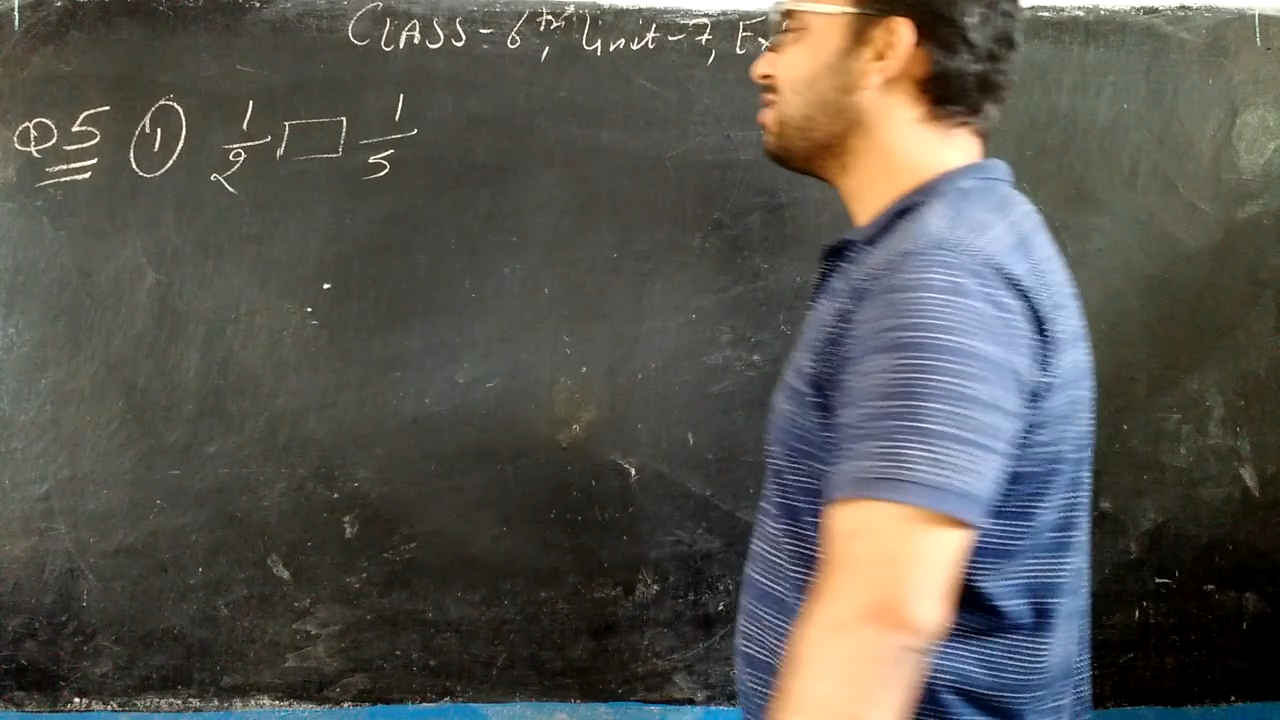 CLASS-6th, Unit-7, Ex
Q5 ① 1/2 □ 1/5